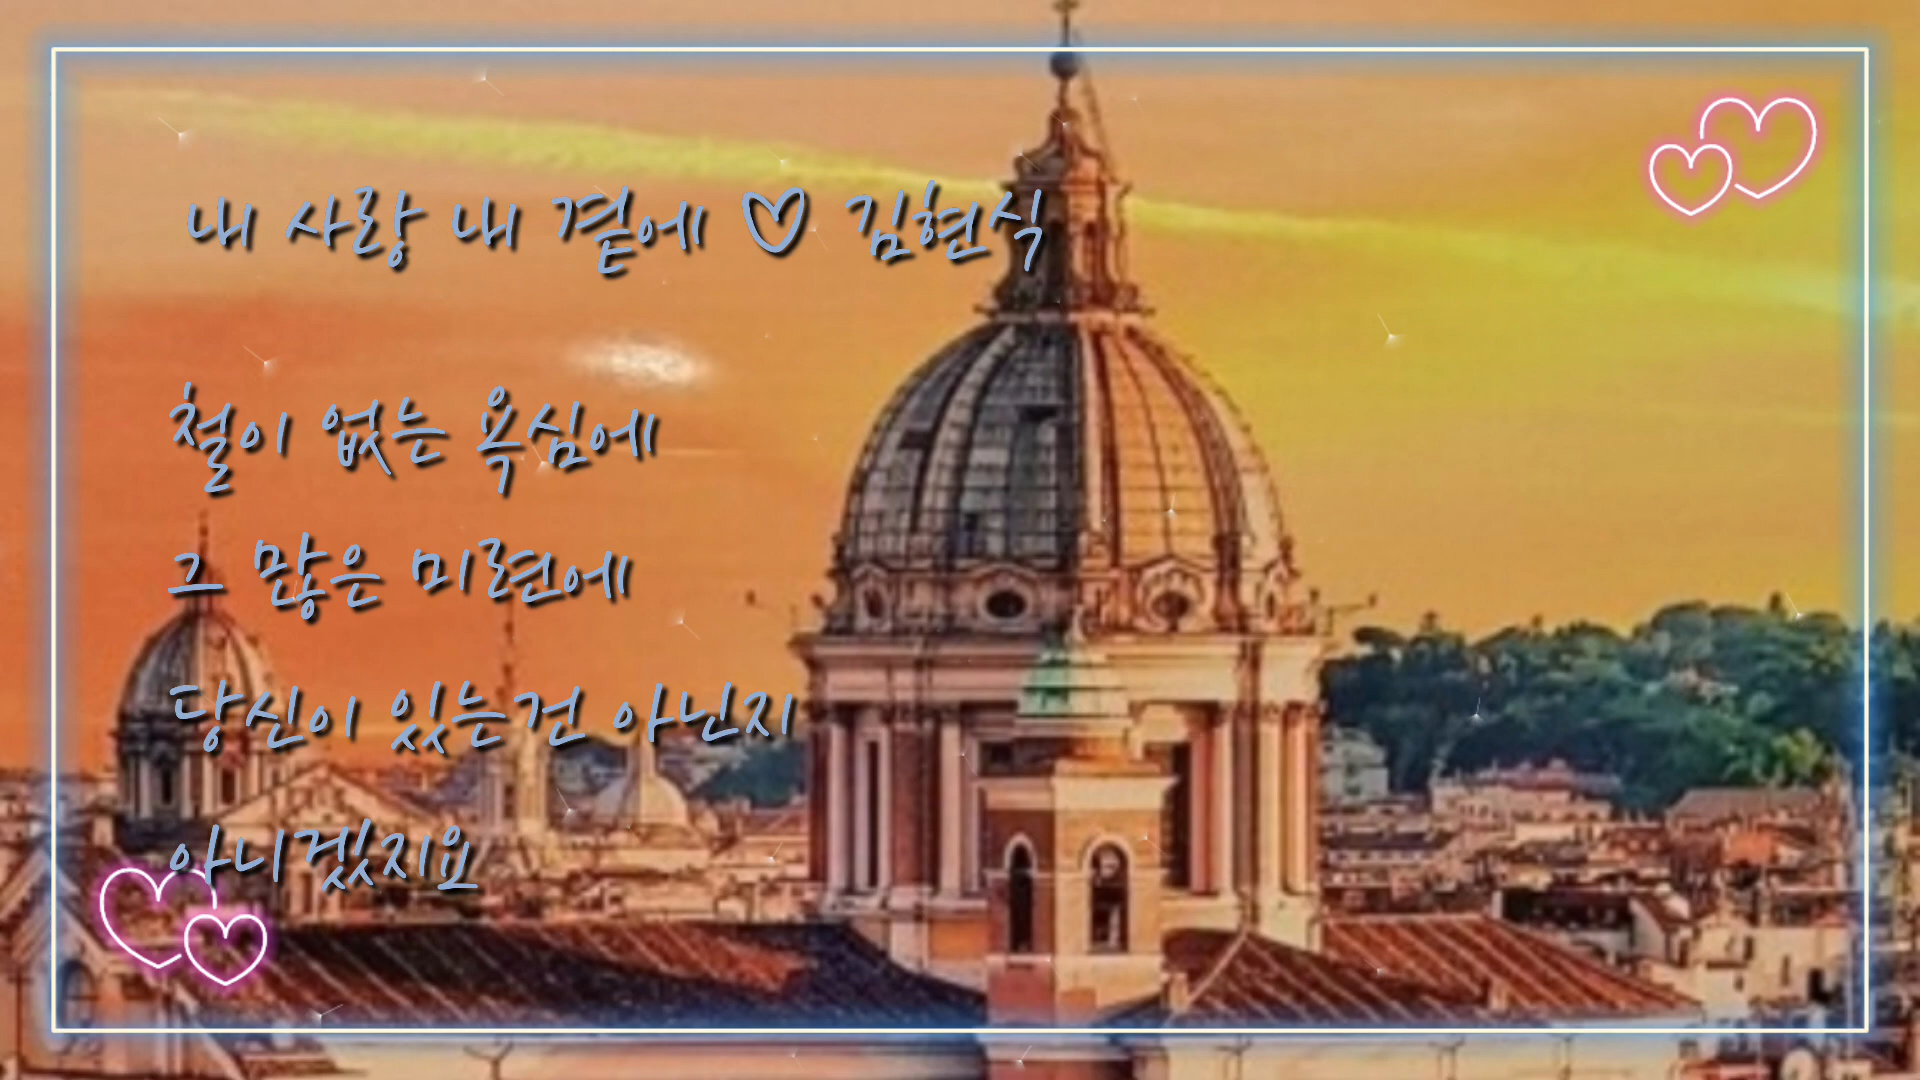 내 사랑 내 곁에 ♡ 김현식
철이 없는 욕심에
그 많은 미련에
당신이 있는건 아닌지
아니겠지요